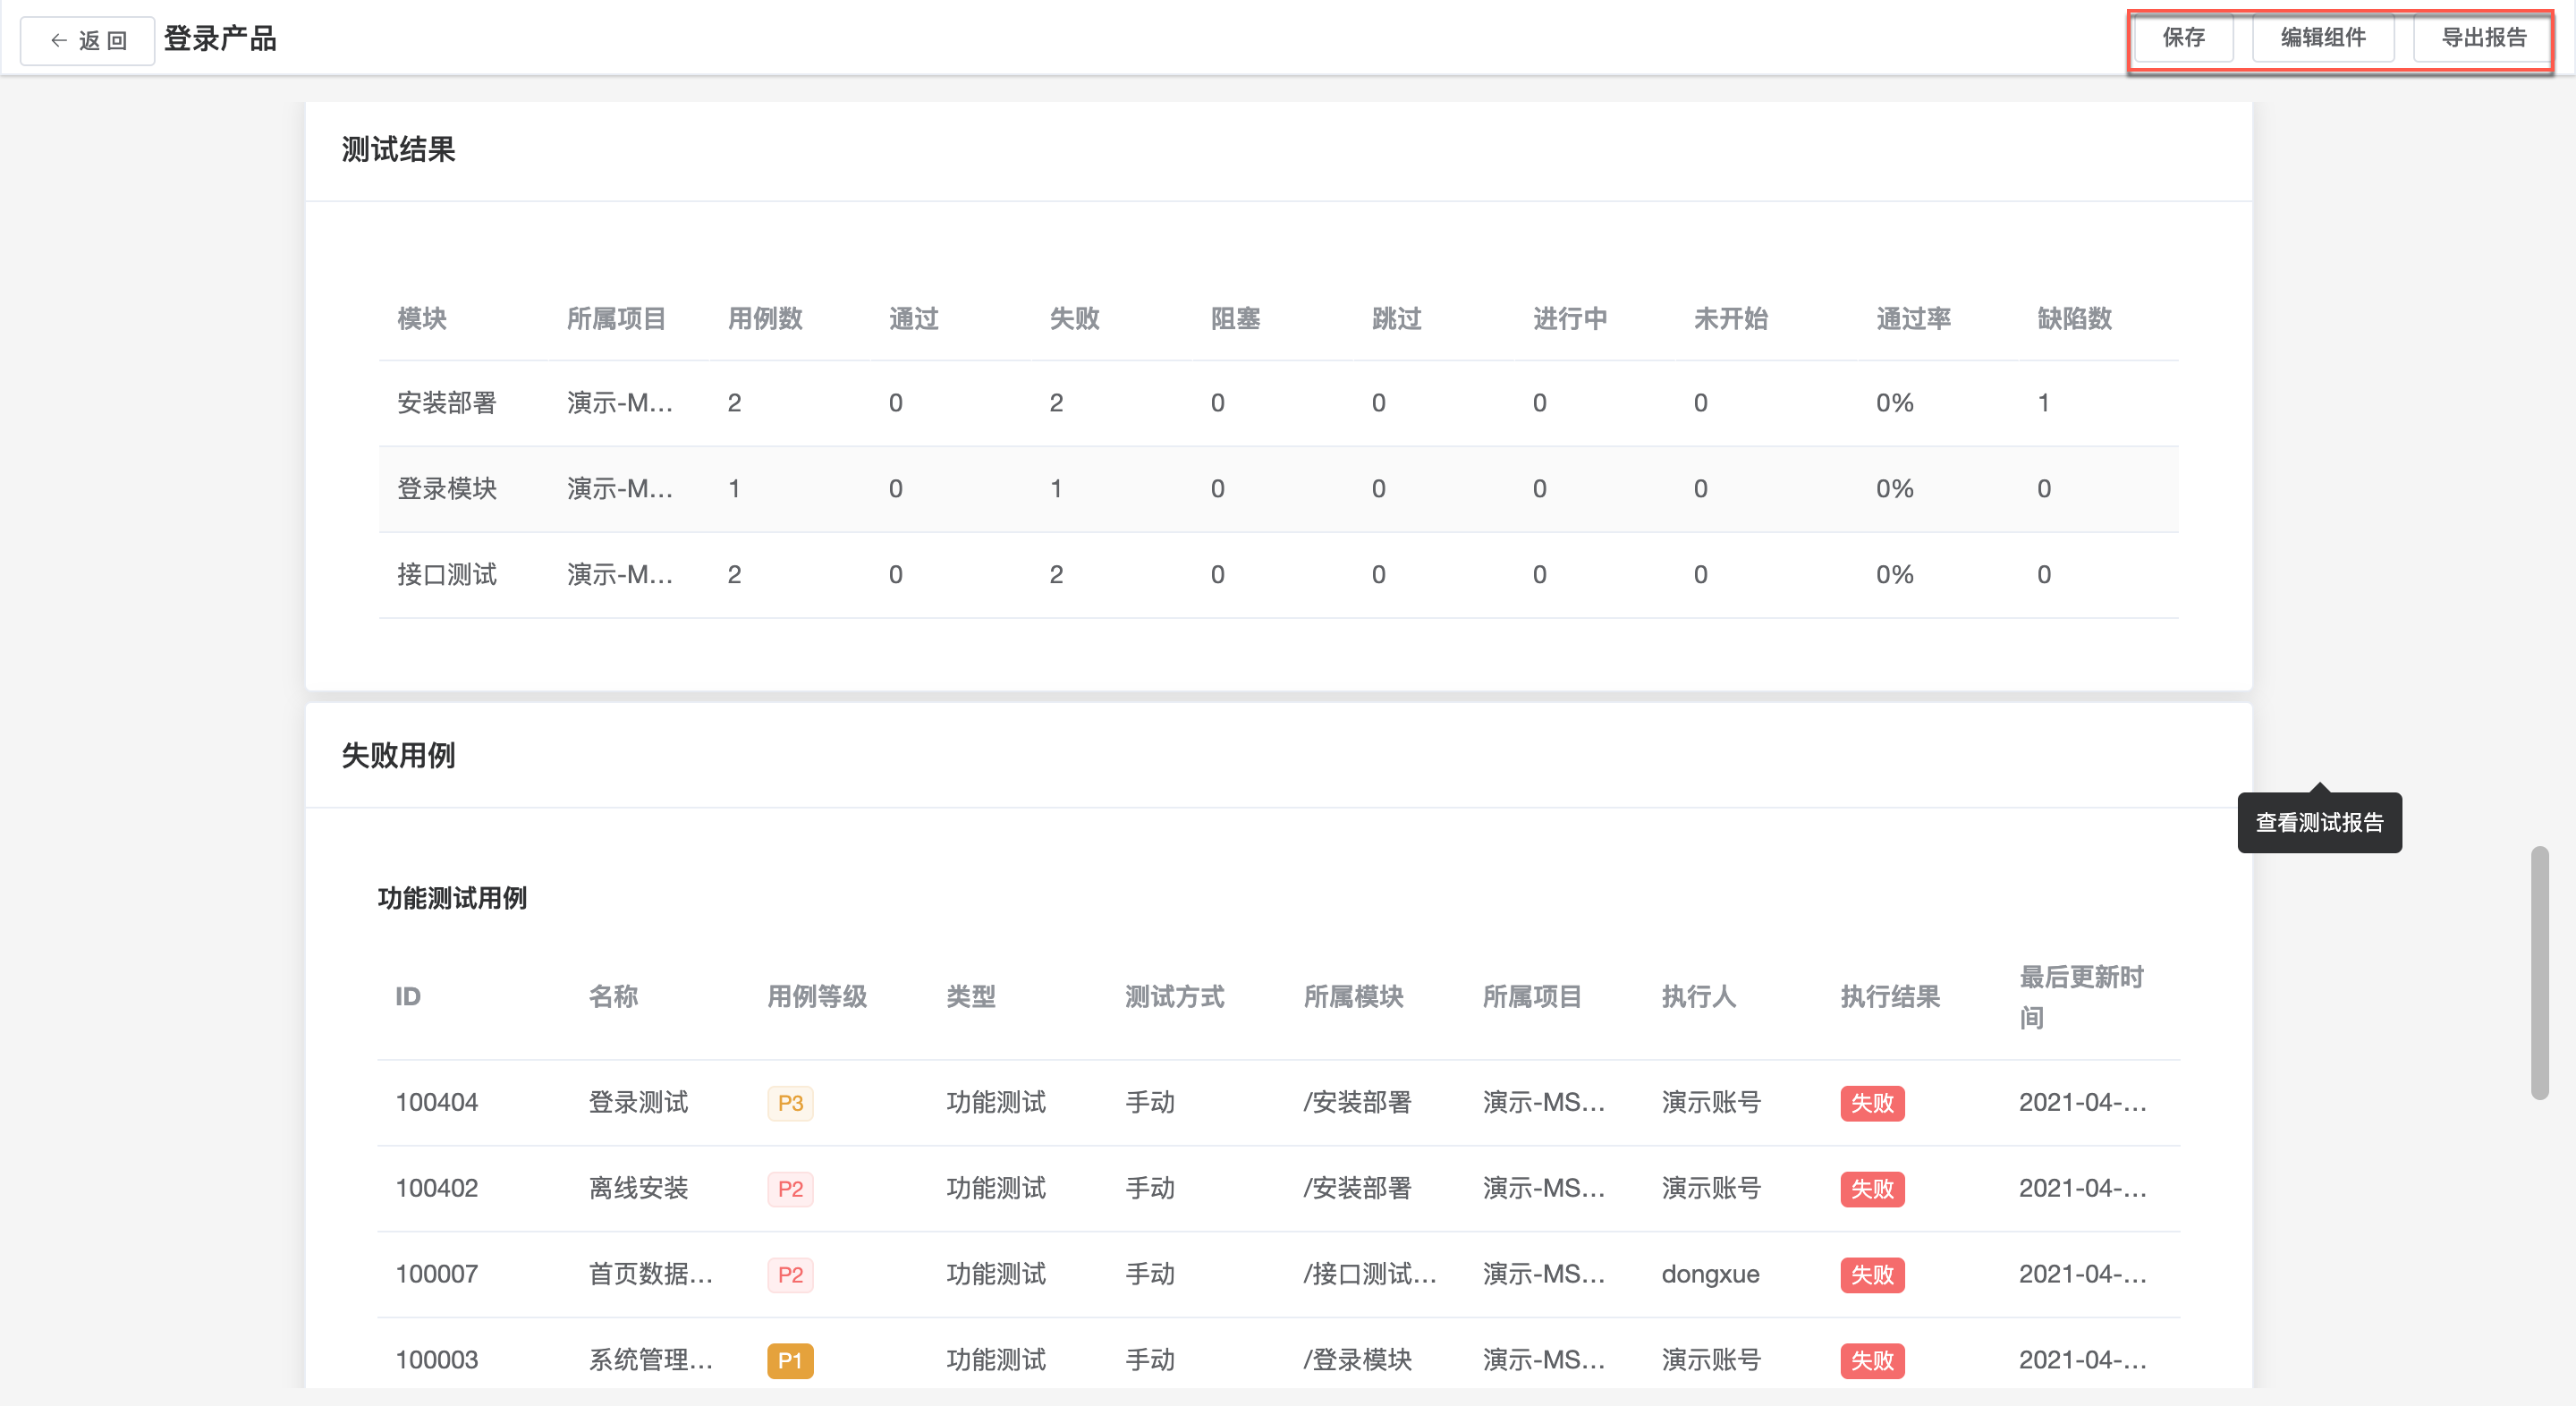 ← 返 回 登录产品 保存 编辑组件 导出报告
测试结果
模块 所属项目 用例数 通过 失败 阻塞 跳过 进行中 未开始 通过率 缺陷数
安装部署 演示-M... 2 0 2 0 0 0 0 0% 1
登录模块 演示-M... 1 0 1 0 0 0 0 0% 0
接口测试 演示-M... 2 0 2 0 0 0 0 0% 0
失败用例
查看测试报告
功能测试用例
ID 名称 用例等级 类型 测试方式 所属模块 所属项目 执行人 执行结果 最后更新时
间
100404 登录测试 P3 功能测试 手动 /安装部署 演示-MS... 演示账号 失败 2021-04-...
100402 离线安装 P2 功能测试 手动 /安装部署 演示-MS... 演示账号 失败 2021-04-...
100007 首页数据... P2 功能测试 手动 /接口测试... 演示-MS... dongxue 失败 2021-04-...
100003 系统管理... P1 功能测试 手动 /登录模块 演示-MS... 演示账号 失败 2021-04-...